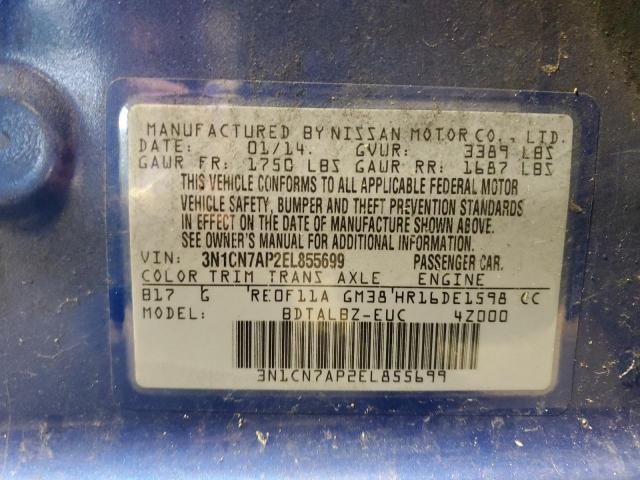 MANUFACTURED BY NISSAN MOTOR CO., LTD.
DATE: 01/14. GVWR: 3389 LBS
GAWR FR: 1750 LBS GAWR RR: 1687 LBS
THIS VEHICLE CONFORMS TO ALL APPLICABLE FEDERAL MOTOR
VEHICLE SAFETY, BUMPER AND THEFT PREVENTION STANDARDS
IN EFFECT ON THE DATE OF MANUFACTURE SHOWN ABOVE.
SEE OWNER'S MANUAL FOR ADDITIONAL INFORMATION.
VIN: 3N1CN7AP2EL855699 PASSENGER CAR.
COLOR TRIM TRANS AXLE ENGINE
B17 G RE0F11A GM38 HR16DE1598 CC
MODEL: BDTALBZ-EUC 4Z000
3N1CN7AP2EL855699